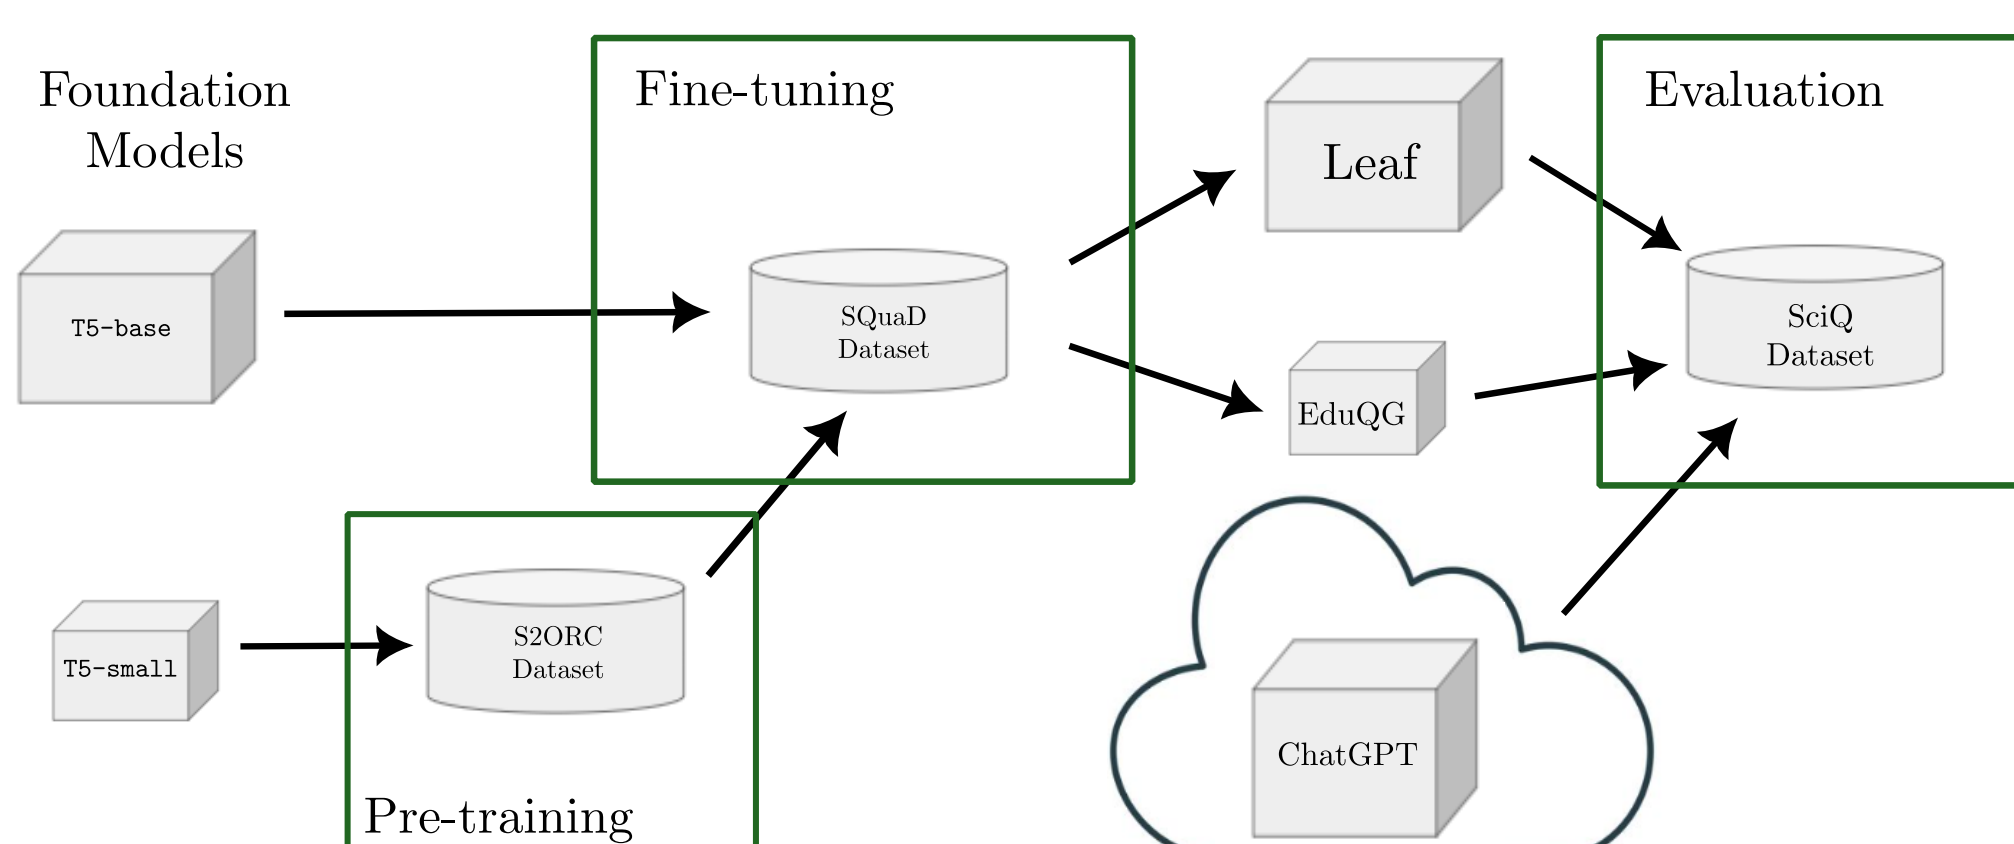 Foundation
Models
Fine-tuning
Leaf
Evaluation
T5-base
SQuaD
Dataset
SciQ
Dataset
EduQG
T5-small
S2ORC
Dataset
ChatGPT
Pre-training